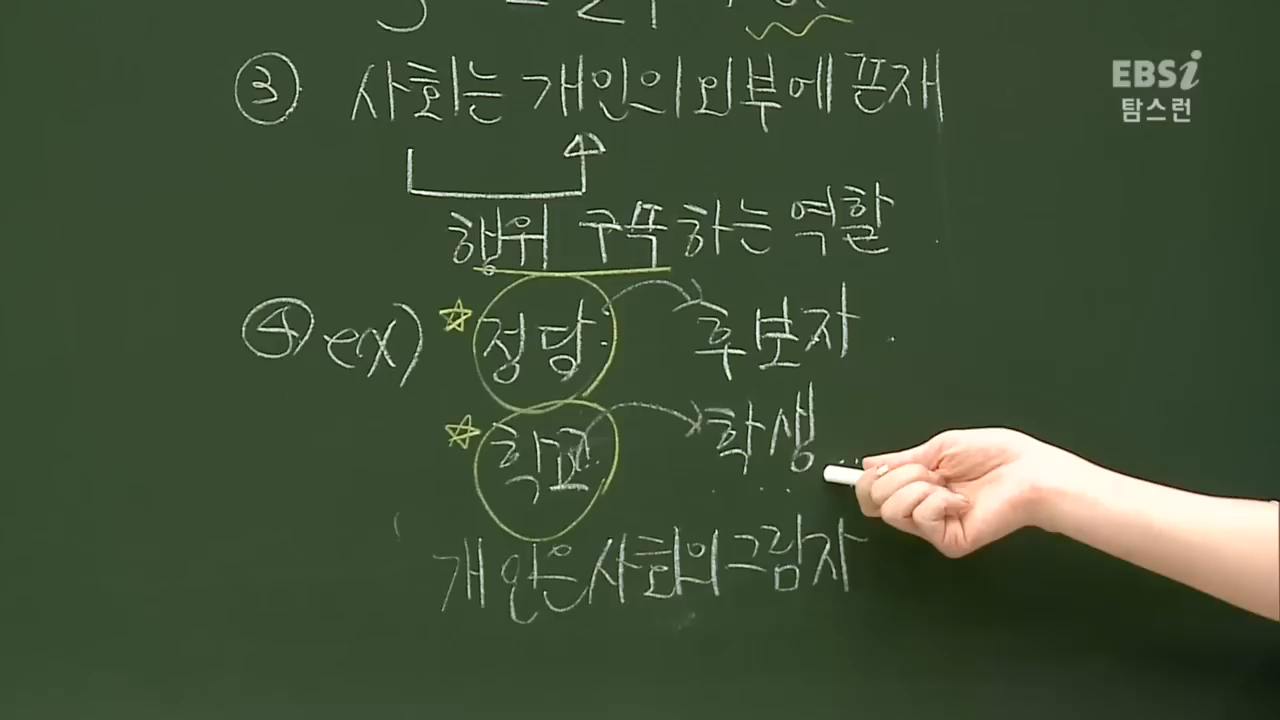 ③ 사회는 개인의 외부에 존재
행위 구속하는 역할
④ ex) ☆ 정당 → 후보자
☆ 학교 → 학생
개인은 사회의 그림자
EBSi
탐스런